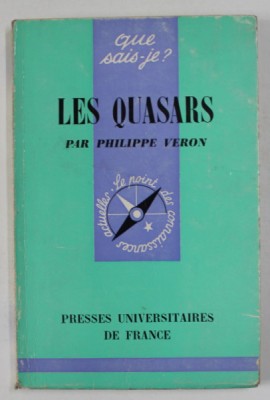 que
sais-je?
LES QUASARS
PAR PHILIPPE VERON
Le point
des connaissances
actuelles
PRESSES UNIVERSITAIRES
DE FRANCE